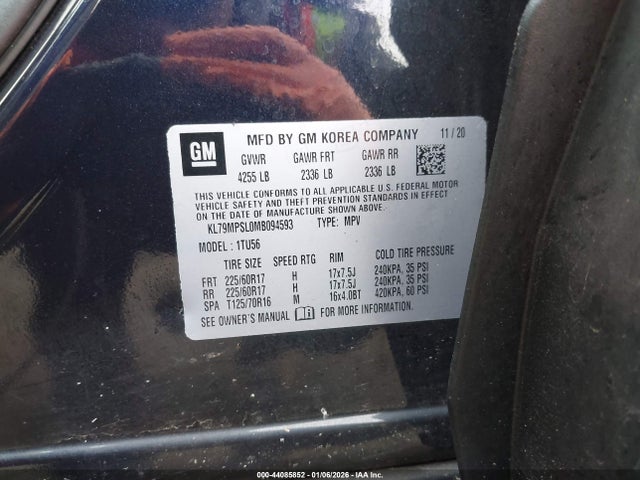 GM
MFD BY GM KOREA COMPANY 11/20
GVWR GAWR FRT GAWR RR
4255 LB 2336 LB 2336 LB
THIS VEHICLE CONFORMS TO ALL APPLICABLE U.S. FEDERAL MOTOR
VEHICLE SAFETY AND THEFT PREVENTION STANDARDS IN EFFECT
ON THE DATE OF MANUFACTURE SHOWN ABOVE.
KL79MPSL0MB094593 TYPE: MPV
MODEL: 1TU56
TIRE SIZE SPEED RTG RIM COLD TIRE PRESSURE
FRT 225/60R17 H 17x7.5J 240KPA, 35 PSI
RR 225/60R17 H 17x7.5J 240KPA, 35 PSI
SPA T125/70R16 M 16x4.0BT 420KPA, 60 PSI
SEE OWNER'S MANUAL FOR MORE INFORMATION.
000-44085852 - 01/06/2026 - IAA Inc.